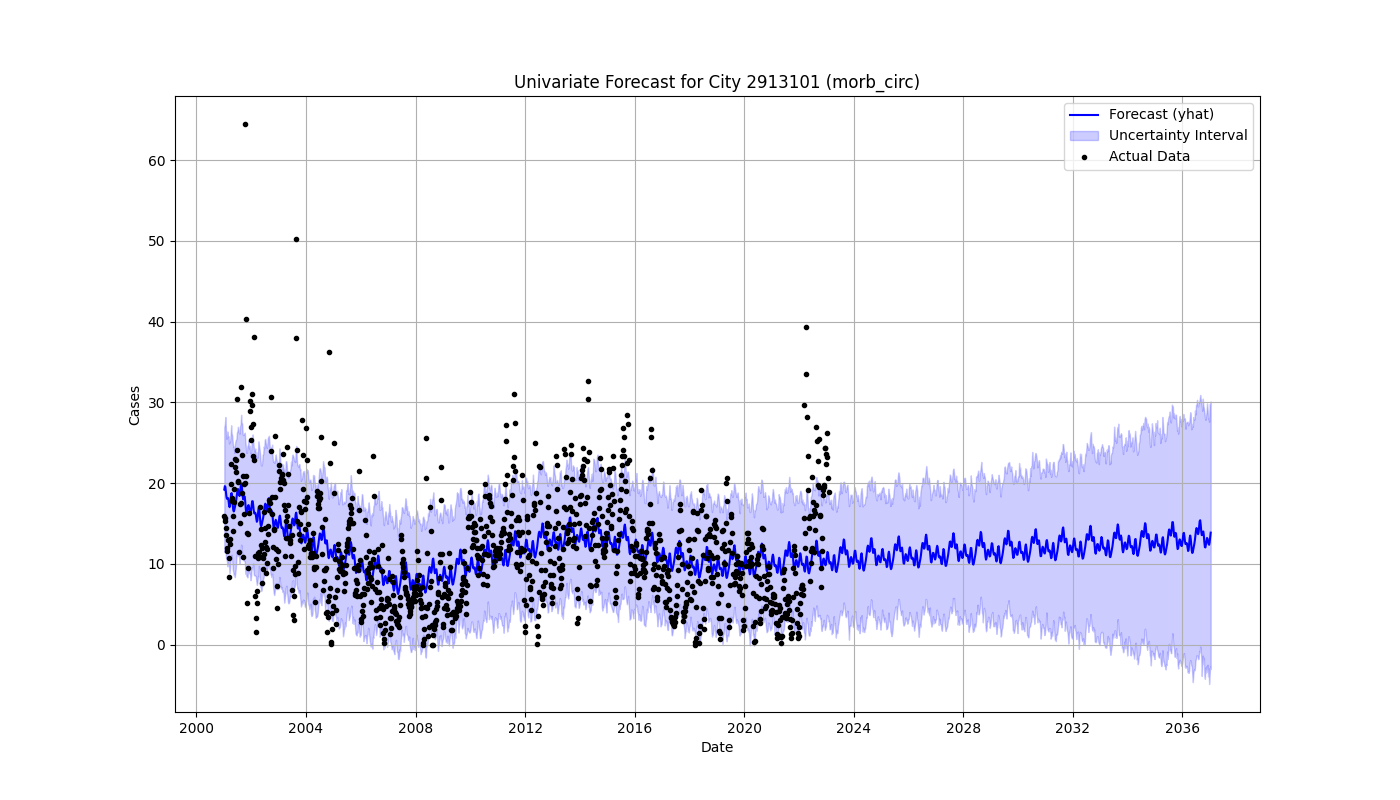 Univariate Forecast for City 2913101 (morb_circ)
Forecast (yhat)
Uncertainty Interval
Actual Data
Cases
60
50
40
30
20
10
0
2000 2004 2008 2012 2016 2020 2024 2028 2032 2036
Date